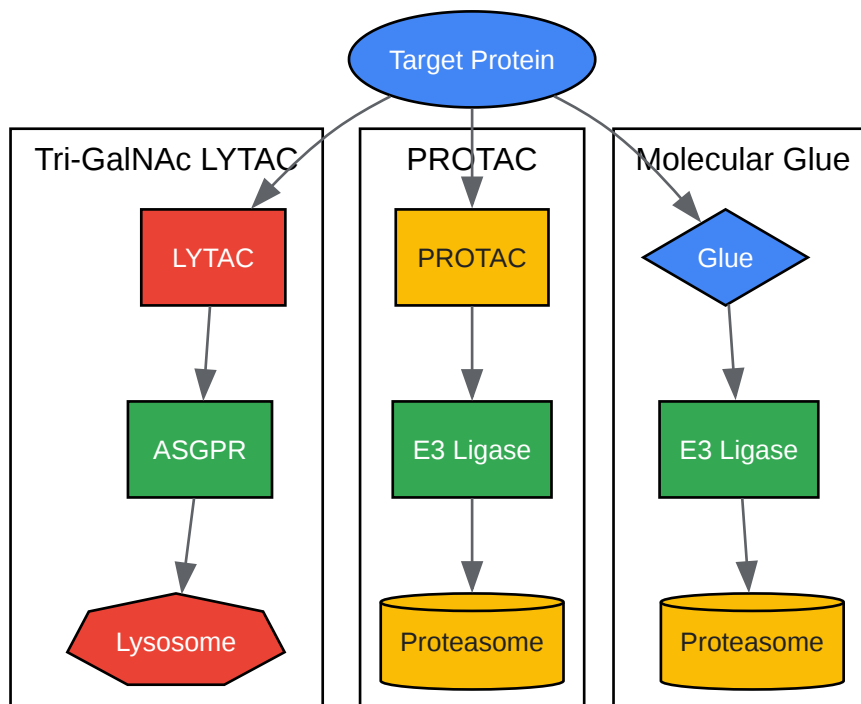 Target Protein
Tri-GalNAc LYTAC
PROTAC
Molecular Glue
LYTAC
PROTAC
Glue
ASGPR
E3 Ligase
E3 Ligase
Lysosome
Proteasome
Proteasome